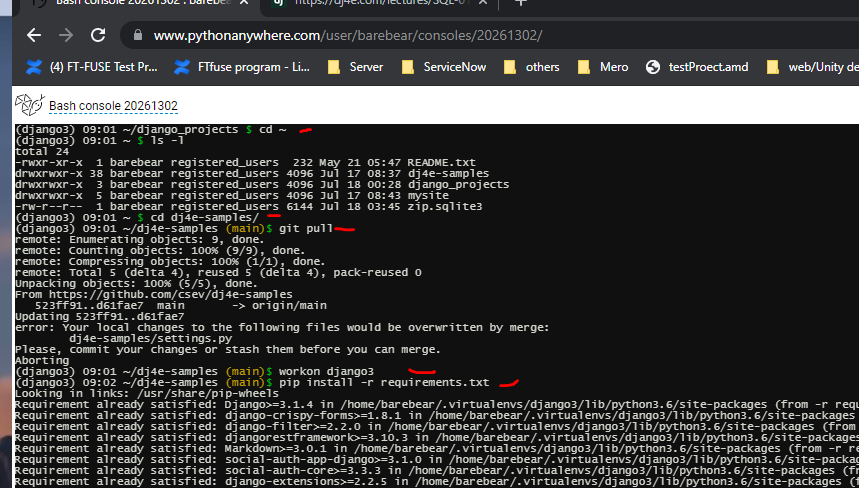 Bash console 20261302 : barebe
https://dj4e.com/lectures/SQL-0
www.pythonanywhere.com/user/barebear/consoles/20261302/
(4) FT-FUSE Test Pr... FTfuse program - Li... Server ServiceNow others Mero testProect.amd web/Unity de
Bash console 20261302
(django3) 09:01 ~/django_projects $ cd ~
(django3) 09:01 ~ $ ls -l
total 24
-rwxr-xr-x  1 barebear registered_users  232 May 21 05:47 README.txt
drwxrwxr-x 38 barebear registered_users 4096 Jul 17 08:37 dj4e-samples
drwxrwxr-x  3 barebear registered_users 4096 Jul 18 00:28 django_projects
drwxrwxr-x  5 barebear registered_users 4096 Jul 17 08:43 mysite
-rw-r--r--  1 barebear registered_users 6144 Jul 18 03:45 zip.sqlite3
(django3) 09:01 ~ $ cd dj4e-samples/
(django3) 09:01 ~/dj4e-samples (main)$ git pull
remote: Enumerating objects: 9, done.
remote: Counting objects: 100% (9/9), done.
remote: Compressing objects: 100% (1/1), done.
remote: Total 5 (delta 4), reused 5 (delta 4), pack-reused 0
Unpacking objects: 100% (5/5), done.
From https://github.com/csev/dj4e-samples
   523ff91..d61fae7  main       -> origin/main
Updating 523ff91..d61fae7
error: Your local changes to the following files would be overwritten by merge:
        dj4e-samples/settings.py
Please, commit your changes or stash them before you can merge.
Aborting
(django3) 09:01 ~/dj4e-samples (main)$ workon django3
(django3) 09:02 ~/dj4e-samples (main)$ pip install -r requirements.txt
Looking in links: /usr/share/pip-wheels
Requirement already satisfied: Django>=3.1.4 in /home/barebear/.virtualenvs/django3/lib/python3.6/site-packages (from -r requ
Requirement already satisfied: django-crispy-forms>=1.8.1 in /home/barebear/.virtualenvs/django3/lib/python3.6/site-packages
Requirement already satisfied: django-filter>=2.2.0 in /home/barebear/.virtualenvs/django3/lib/python3.6/site-packages (from
Requirement already satisfied: djangorestframework>=3.10.3 in /home/barebear/.virtualenvs/django3/lib/python3.6/site-packages
Requirement already satisfied: Markdown>=3.0.1 in /home/barebear/.virtualenvs/django3/lib/python3.6/site-packages (from -r re
Requirement already satisfied: social-auth-app-django>=3.1.0 in /home/barebear/.virtualenvs/django3/lib/python3.6/site-packag
Requirement already satisfied: social-auth-core>=3.3.3 in /home/barebear/.virtualenvs/django3/lib/python3.6/site-packages (fr
Requirement already satisfied: django-extensions>=2.2.5 in /home/barebear/.virtualenvs/django3/lib/python3.6/site-packages (f